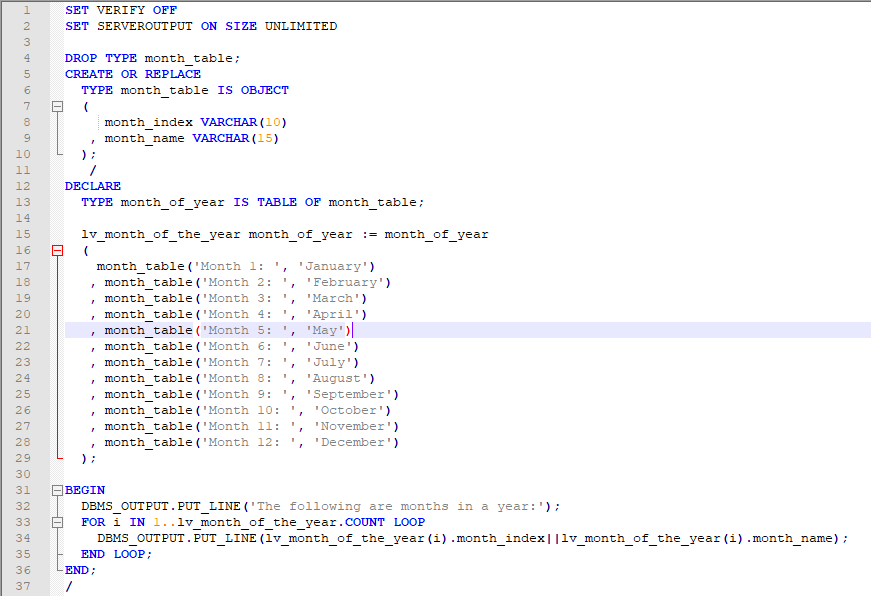 1 SET VERIFY OFF
2 SET SERVEROUTPUT ON SIZE UNLIMITED
3
4 DROP TYPE month_table;
5 CREATE OR REPLACE
6   TYPE month_table IS OBJECT
7   (
8      month_index VARCHAR(10)
9    , month_name VARCHAR(15)
10   );
11    /
12 DECLARE
13   TYPE month_of_year IS TABLE OF month_table;
14
15   lv_month_of_the_year month_of_year := month_of_year
16   (
17     month_table('Month 1: ', 'January')
18    , month_table('Month 2: ', 'February')
19    , month_table('Month 3: ', 'March')
20    , month_table('Month 4: ', 'April')
21    , month_table('Month 5: ', 'May')
22    , month_table('Month 6: ', 'June')
23    , month_table('Month 7: ', 'July')
24    , month_table('Month 8: ', 'August')
25    , month_table('Month 9: ', 'September')
26    , month_table('Month 10: ', 'October')
27    , month_table('Month 11: ', 'November')
28    , month_table('Month 12: ', 'December')
29   );
30
31 BEGIN
32   DBMS_OUTPUT.PUT_LINE('The following are months in a year:');
33   FOR i IN 1..lv_month_of_the_year.COUNT LOOP
34     DBMS_OUTPUT.PUT_LINE(lv_month_of_the_year(i).month_index||lv_month_of_the_year(i).month_name);
35   END LOOP;
36 END;
37 /